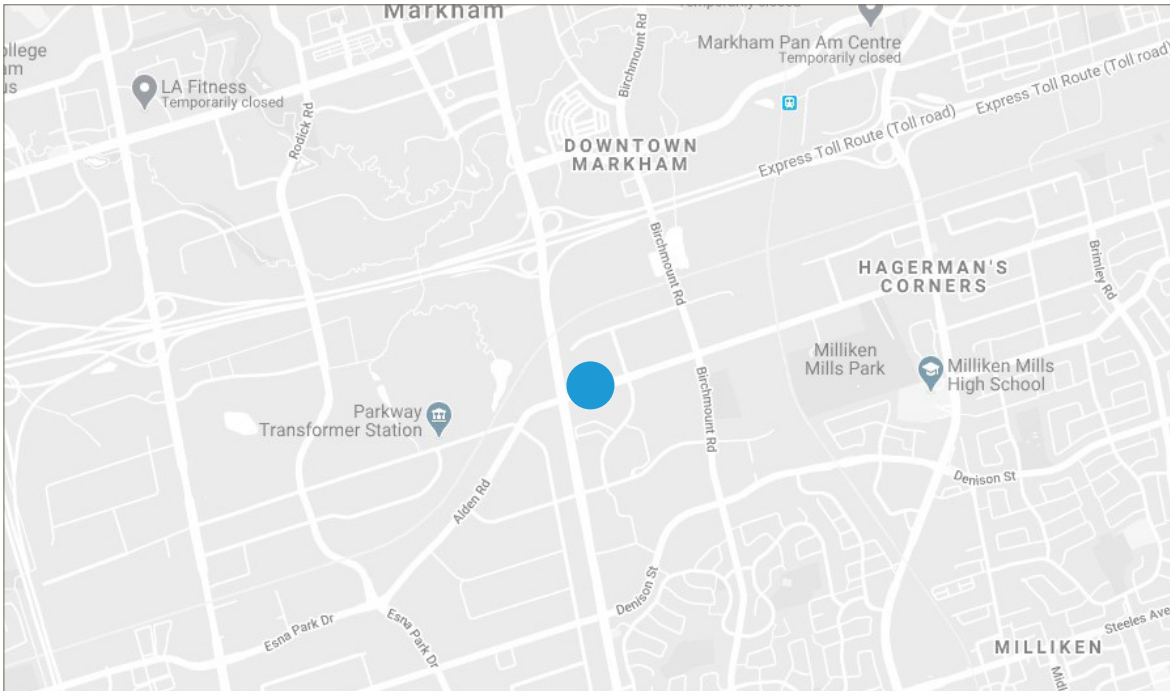 Markham
Temporarily closed
Markham Pan Am Centre
Temporarily closed
Birchmount Rd
LA Fitness
Temporarily closed
Rodick Rd
Express Toll Route (Toll road)
Express Toll Route (Toll road)
DOWNTOWN
MARKHAM
Birchmount Rd
HAGERMAN'S
CORNERS
Brimley Rd
Milliken
Mills Park
Milliken Mills
High School
Birchmount Rd
Parkway
Transformer Station
Alden Rd
Denison St
Denison St
Esna Park Dr
Esna Park Dr
Steeles Ave
MILLIKEN